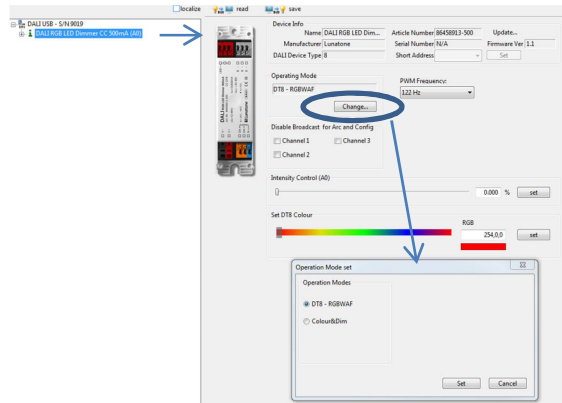 localize read save
DALI USB - S/N 9019
DALI RGB LED Dimmer CC 500mA (A0)
Device Info
Name DALI RGB LED Dim... Article Number 86458913-500 Update...
Manufacturer Lunatone Serial Number N/A Firmware Ver 1.1
DALI Device Type 8 Short Address Set
Operating Mode
DT8 - RGBWAF
PWM Frequency:
122 Hz
Change...
Disable Broadcast for Arc and Config
Channel 1 Channel 3
Channel 2
Intensity Control (A0)
0.000 % set
Set DT8 Colour
RGB
254,0,0 set
Operation Mode set
Operation Modes
DT8 - RGBWAF
Colour&Dim
Set Cancel